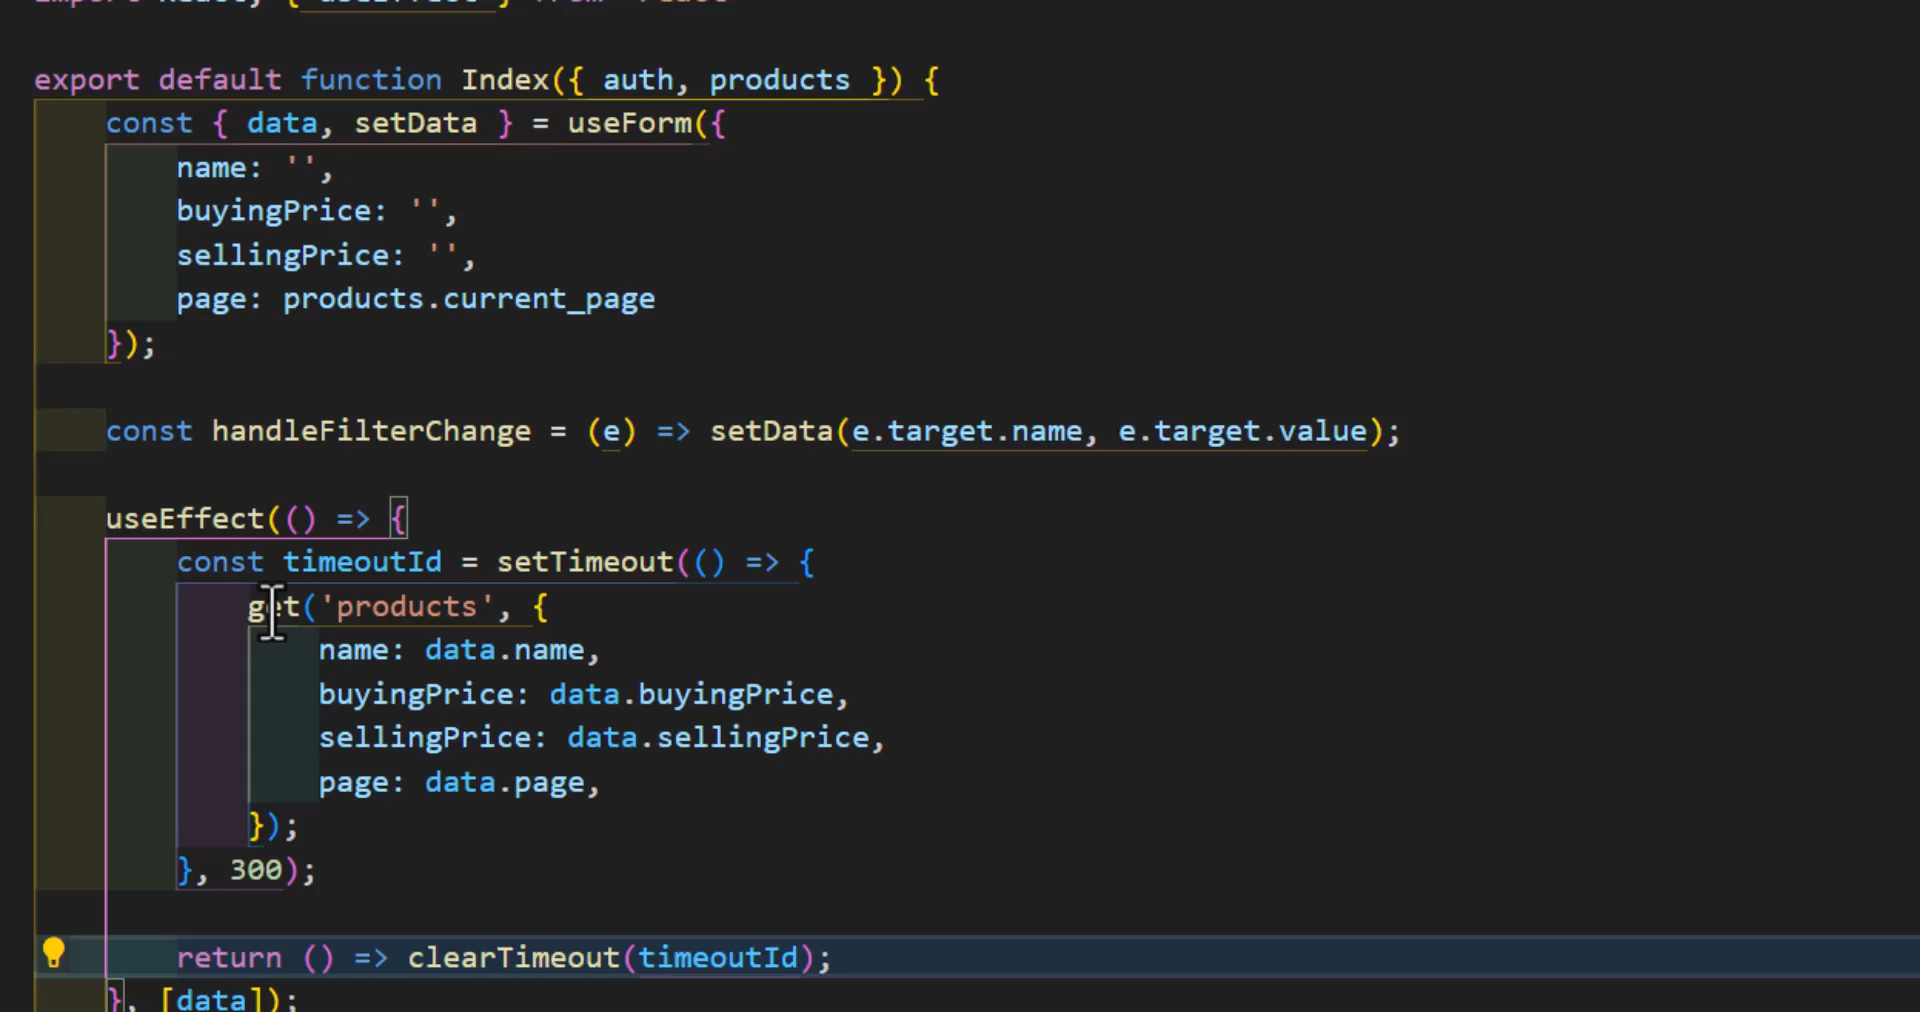 export default function Index({ auth, products }) {
const { data, setData } = useForm({
name: '',
buyingPrice: '',
sellingPrice: '',
page: products.current_page
});
const handleFilterChange = (e) => setData(e.target.name, e.target.value);
useEffect(() => {
const timeoutId = setTimeout(() => {
get('products', {
name: data.name,
buyingPrice: data.buyingPrice,
sellingPrice: data.sellingPrice,
page: data.page,
});
}, 300);
return () => clearTimeout(timeoutId);
}, [data]);